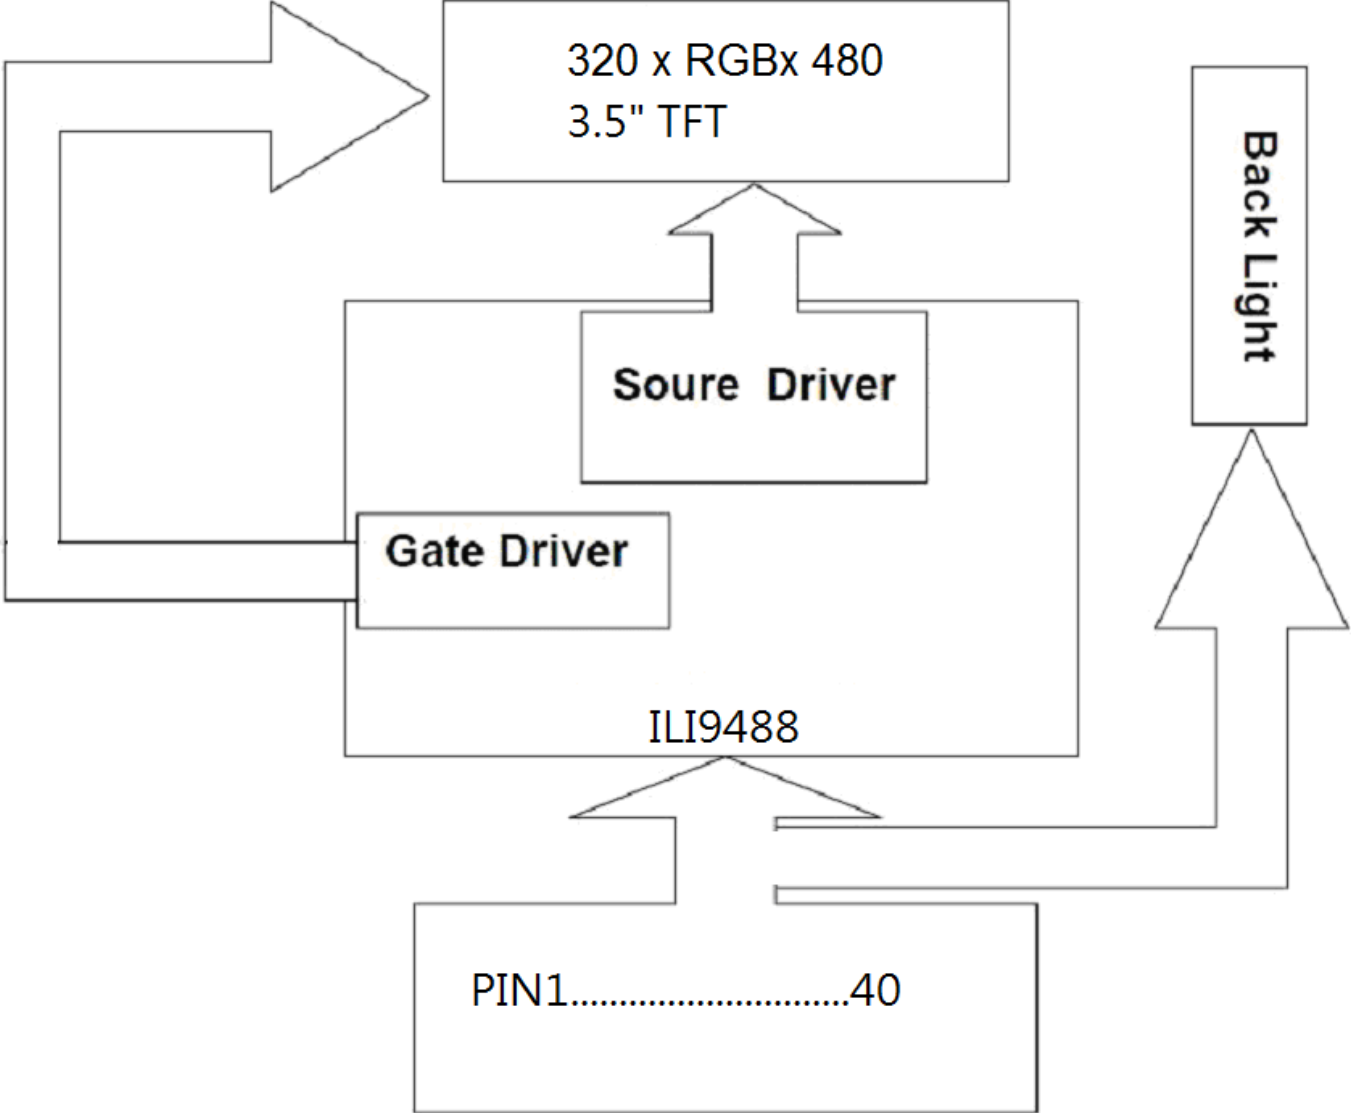 320 x RGBx 480
3.5" TFT
Back Light
Soure Driver
Gate Driver
ILI9488
PIN1.............................40